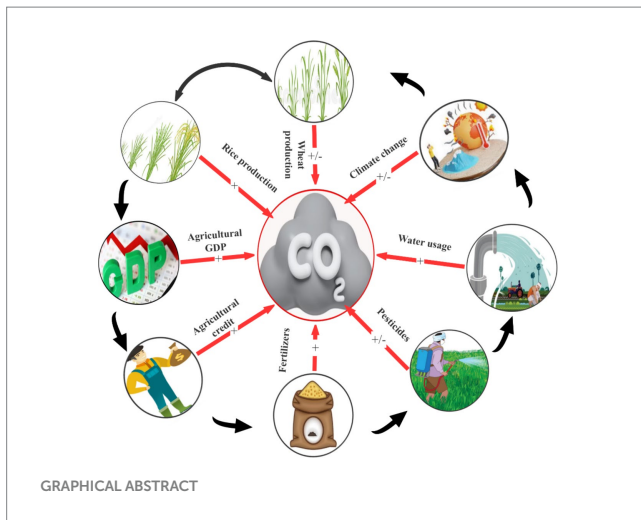 Wheat
production
+/-
Rice production
+
Climate change
+/-
Agricultural
GDP
+
GDP
CO2
Water usage
+
Agricultural
credit
+
Fertilizers
+
Pesticides
+/-
GRAPHICAL ABSTRACT